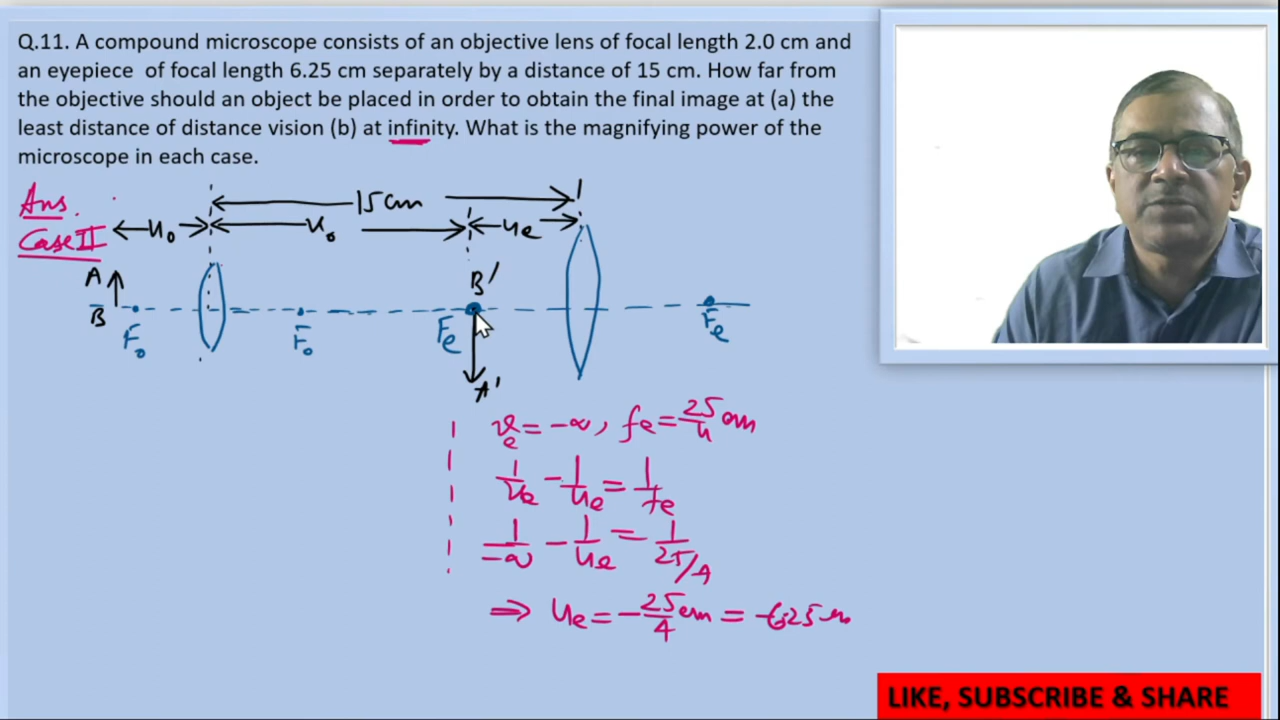 Q.11. A compound microscope consists of an objective lens of focal length 2.0 cm and
an eyepiece of focal length 6.25 cm separately by a distance of 15 cm. How far from
the objective should an object be placed in order to obtain the final image at (a) the
least distance of distance vision (b) at infinity. What is the magnifying power of the
microscope in each case.
Ans.
15cm
Case II u₀ v₀ uₑ
A B'
B F₀ F₀ Fₑ Fₑ
A'
vₑ = -∞, fₑ = 25/4 cm
1/vₑ - 1/uₑ = 1/fₑ
1/-∞ - 1/uₑ = 1/25/4
⇒ uₑ = -25/4 cm = -6.25 cm
LIKE, SUBSCRIBE & SHARE